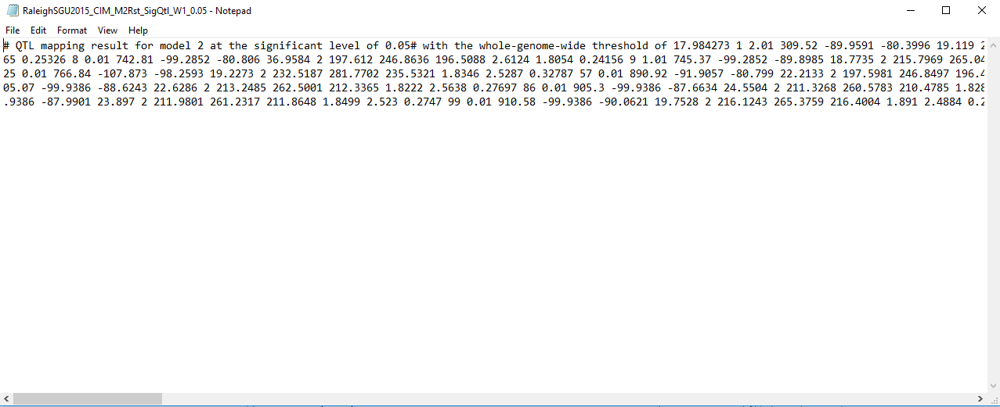 RaleighSGU2015_CIM_M2Rst_SigQtl_W1_0.05 - Notepad
File Edit Format View Help
# QTL mapping result for model 2 at the significant level of 0.05# with the whole-genome-wide threshold of 17.984273 1 2.01 309.52 -89.9591 -80.3996 19.119 2
65 0.25326 8 0.01 742.81 -99.2852 -80.806 36.9584 2 197.612 246.8636 196.5088 2.6124 1.8054 0.24156 9 1.01 745.37 -99.2852 -89.8985 18.7735 2 215.7969 265.04
25 0.01 766.84 -107.873 -98.2593 19.2273 2 232.5187 281.7702 235.5321 1.8346 2.5287 0.32787 57 0.01 890.92 -91.9057 -80.799 22.2133 2 197.5981 246.8497 196.4
05.07 -99.9386 -88.6243 22.6286 2 213.2485 262.5001 212.3365 1.8222 2.5638 0.27697 86 0.01 905.3 -99.9386 -87.6634 24.5504 2 211.3268 260.5783 210.4785 1.828
.9386 -87.9901 23.897 2 211.9801 261.2317 211.8648 1.8499 2.523 0.2747 99 0.01 910.58 -99.9386 -90.0621 19.7528 2 216.1243 265.3759 216.4004 1.891 2.4884 0.2